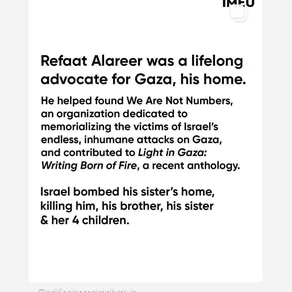 IMEU
Refaat Alareer was a lifelong
advocate for Gaza, his home.
He helped found We Are Not Numbers,
an organization dedicated to
memorializing the victims of Israel's
endless, inhumane attacks on Gaza,
and contributed to Light in Gaza:
Writing Born of Fire, a recent anthology.
Israel bombed his sister's home,
killing him, his brother, his sister
& her 4 children.